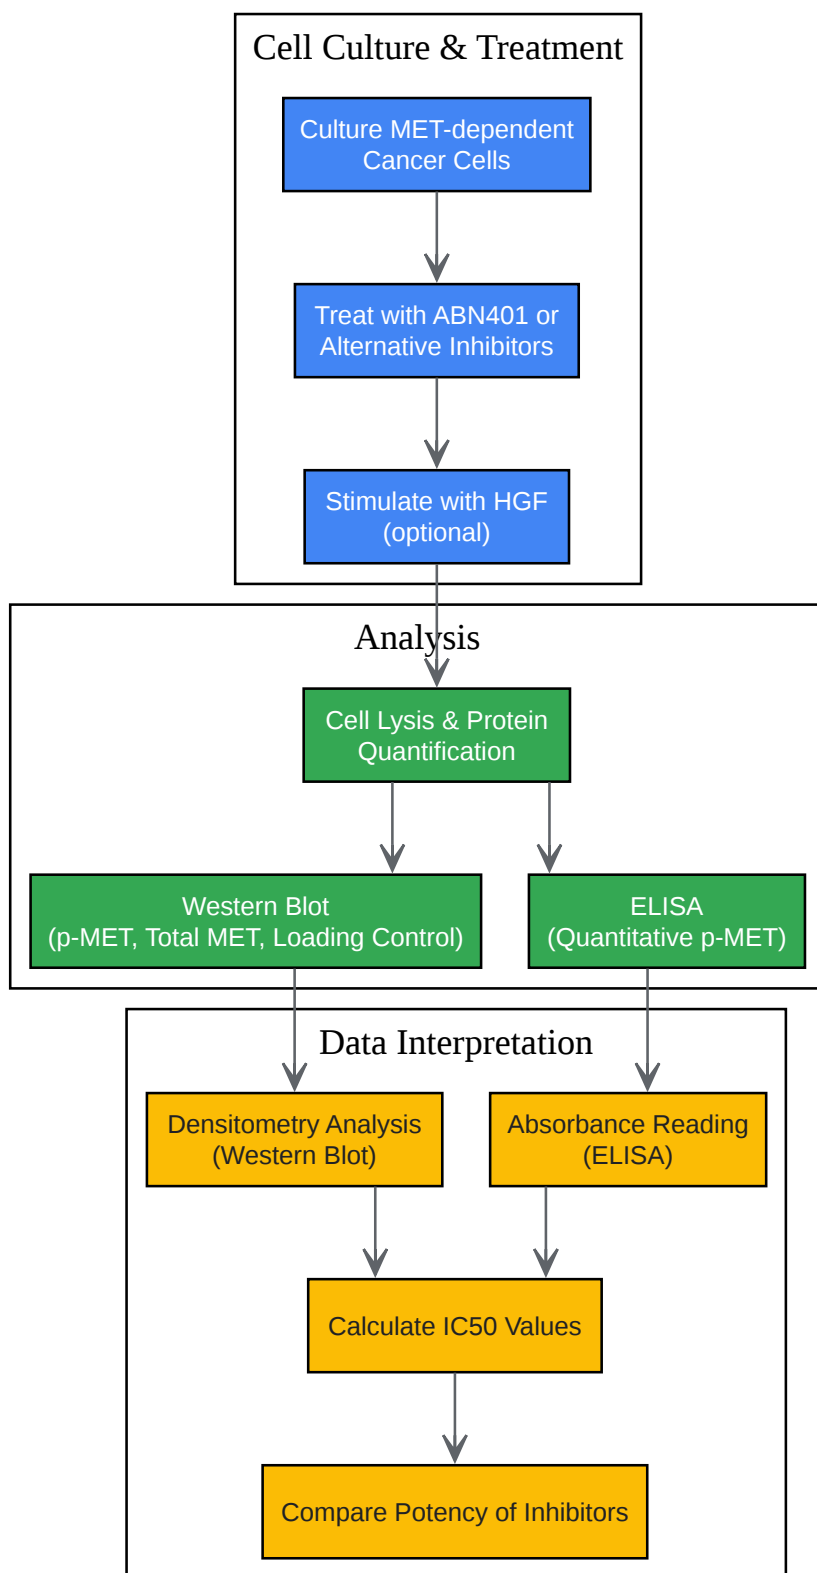 Cell Culture & Treatment
Culture MET-dependent
Cancer Cells
Treat with ABN401 or
Alternative Inhibitors
Stimulate with HGF
(optional)
Analysis
Cell Lysis & Protein
Quantification
Western Blot
(p-MET, Total MET, Loading Control)
ELISA
(Quantitative p-MET)
Data Interpretation
Densitometry Analysis
(Western Blot)
Absorbance Reading
(ELISA)
Calculate IC50 Values
Compare Potency of Inhibitors